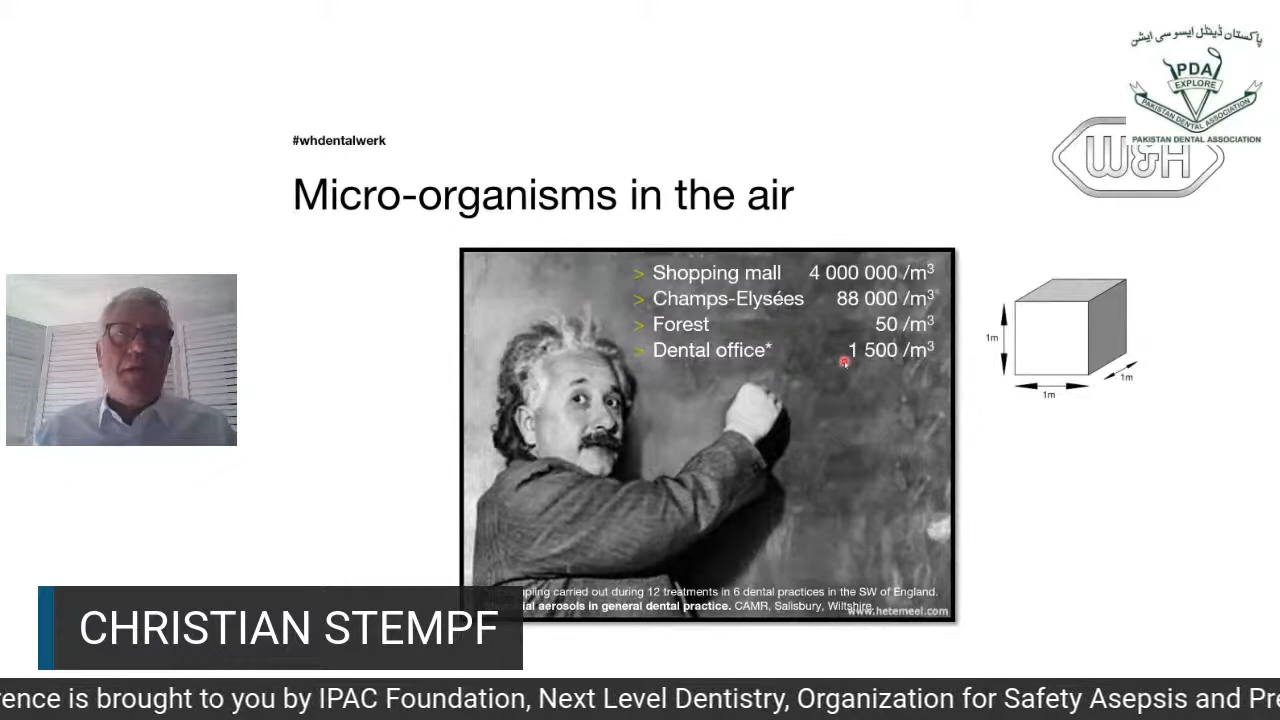 پاکستان ڈینٹل ایسوسی ایشن
PDA
EXPLORE
PAKISTAN DENTAL ASSOCIATION
PAKISTAN DENTAL ASSOCIATION
W&H
#whdentalwerk
Micro-organisms in the air
> Shopping mall 4 000 000 /m³
> Champs-Elysées 88 000 /m³
> Forest 50 /m³
> Dental office* 1 500 /m³
1m
1m
1m
carried out during 12 treatments in 6 dental practices in the SW of England.
aerosols in general dental practice. CAMR, Salisbury, Wiltshire
www.hetemeel.com
CHRISTIAN STEMPF
is brought to you by IPAC Foundation, Next Level Dentistry, Organization for Safety Asepsis and